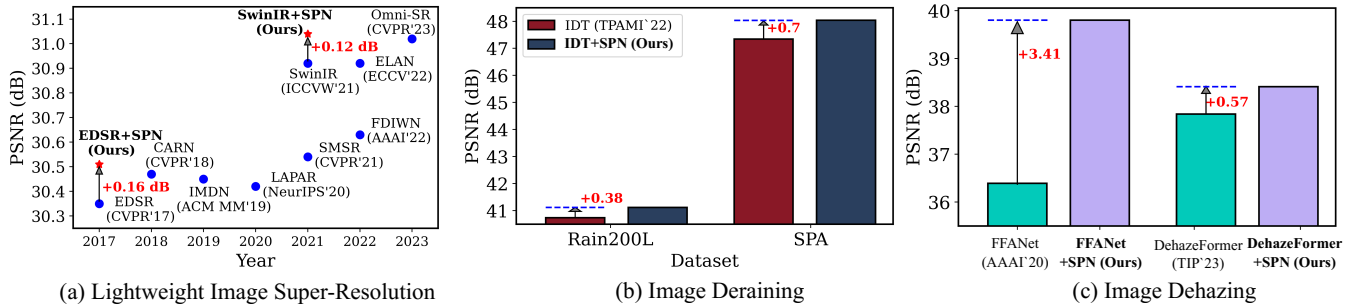 PSNR (dB)
31.1
31.0
30.9
30.8
30.7
30.6
30.5
30.4
30.3
2017
2018
2019
2020
2021
2022
2023
Year
SwinIR+SPN
(Ours)
+0.12 dB
Omni-SR
(CVPR'23)
SwinIR
(ICCVW'21)
ELAN
(ECCV'22)
FDIWN
(AAAI'22)
EDSR+SPN
(Ours)
+0.16 dB
CARN
(CVPR'18)
SMSR
(CVPR'21)
EDSR
(CVPR'17)
IMDN
(ACM MM'19)
LAPAR
(NeurIPS'20)
(a) Lightweight Image Super-Resolution
PSNR (dB)
48
47
46
45
44
43
42
41
IDT (TPAMI`22)
IDT+SPN (Ours)
+0.7
+0.38
Rain200L
SPA
Dataset
(b) Image Deraining
PSNR (dB)
40
39
38
37
36
+3.41
+0.57
FFANet
(AAAI`20)
FFANet
+SPN (Ours)
DehazeFormer
(TIP`23)
DehazeFormer
+SPN (Ours)
(c) Image Dehazing